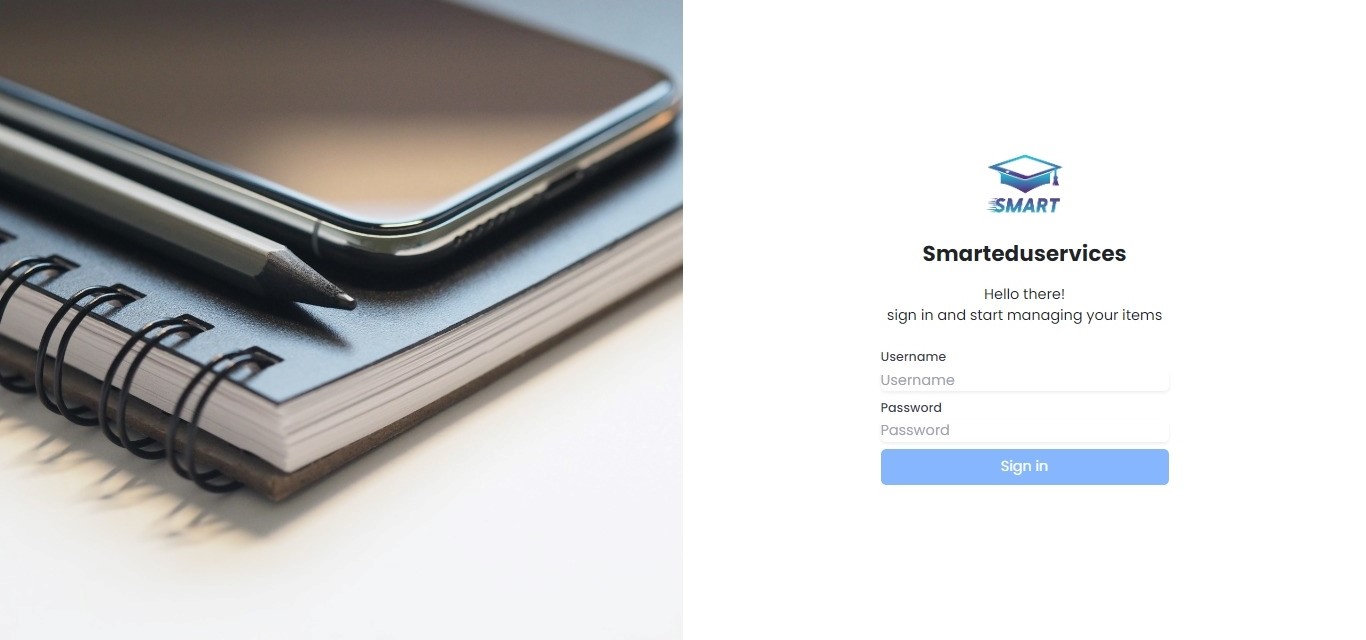 SMART
Smarteduservices
Hello there!
sign in and start managing your items
Username
Username
Password
Password
Sign in